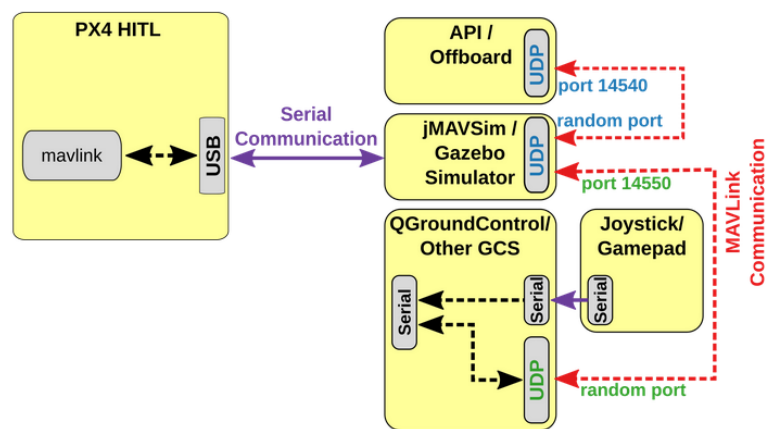 PX4 HITL
mavlink
USB
Serial
Communication
API /
Offboard
UDP
port 14540
random port
jMAVSim /
Gazebo
Simulator
UDP
port 14550
MAVLink
Communication
QGroundControl/
Other GCS
Serial
Serial
UDP
random port
Joystick/
Gamepad
Serial